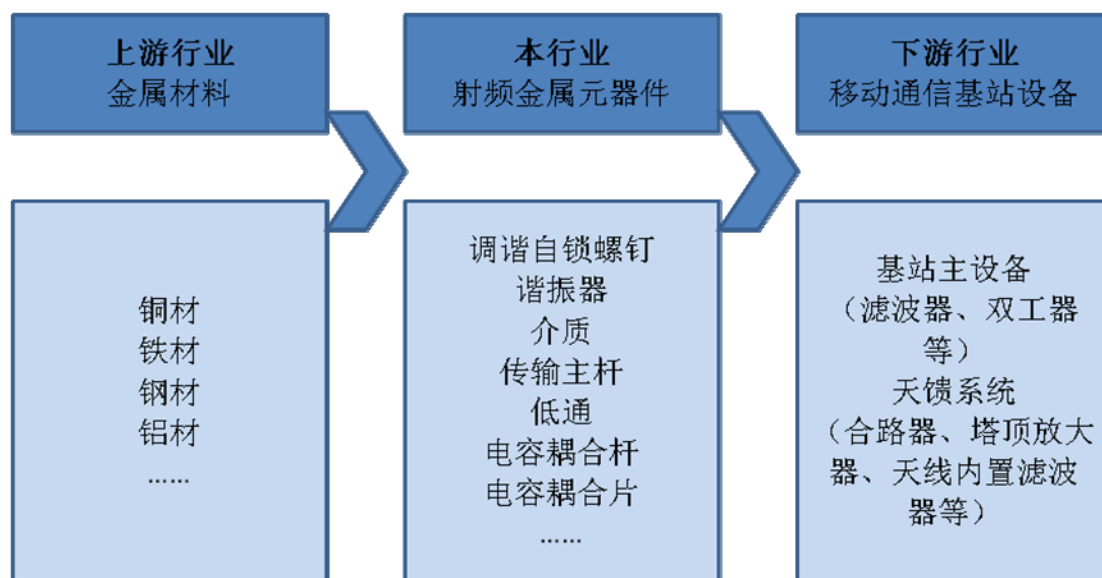 上游行业
金属材料
本行业
射频金属元器件
下游行业
移动通信基站设备
铜材
铁材
钢材
铝材
……
调谐自锁螺钉
谐振器
介质
传输主杆
低通
电容耦合杆
电容耦合片
……
基站主设备
（滤波器、双工器
等）
天馈系统
（合路器、塔顶放大
器、天线内置滤波
器等）